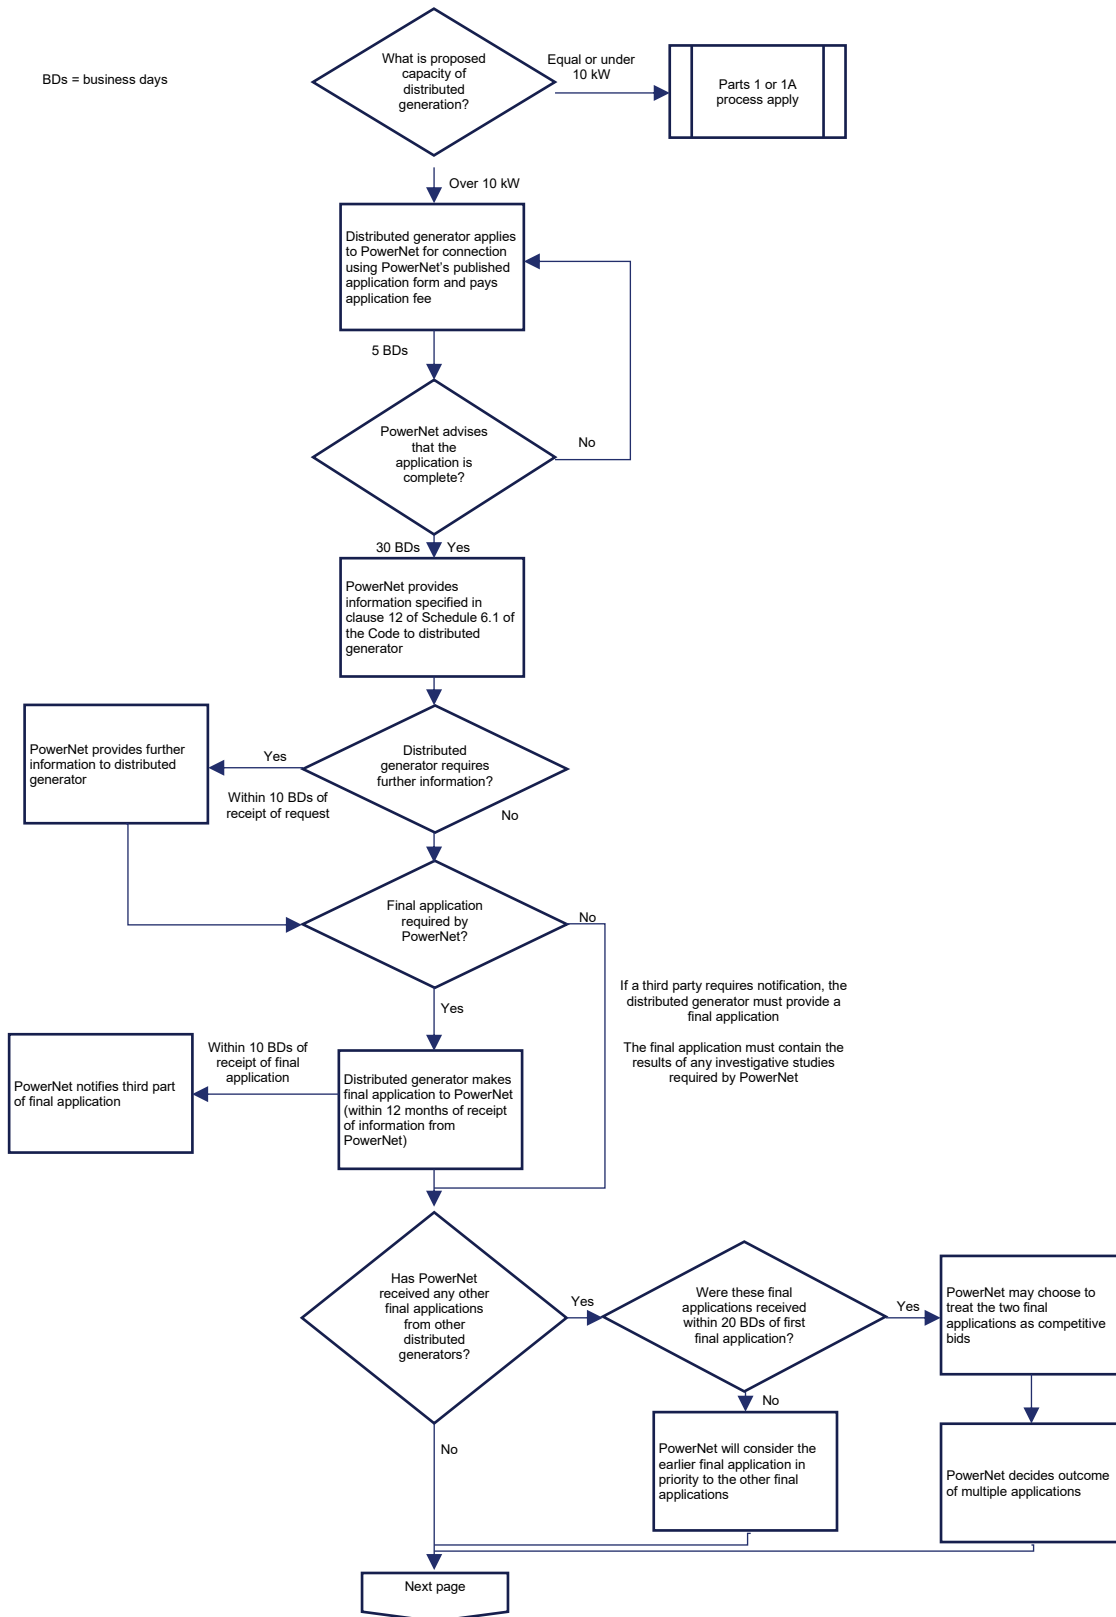 BDs = business days
What is proposed
capacity of
distributed
generation?
Equal or under
10 kW
Parts 1 or 1A
process apply
Over 10 kW
Distributed generator applies
to PowerNet for connection
using PowerNet's published
application form and pays
application fee
5 BDs
PowerNet advises
that the
application is
complete?
No
30 BDs
Yes
PowerNet provides
information specified in
clause 12 of Schedule 6.1 of
the Code to distributed
generator
Distributed
generator requires
further information?
Yes
Within 10 BDs of
receipt of request
PowerNet provides further
information to distributed
generator
No
Final application
required by
PowerNet?
No
Yes
If a third party requires notification, the
distributed generator must provide a
final application
The final application must contain the
results of any investigative studies
required by PowerNet
Within 10 BDs of
receipt of final
application
PowerNet notifies third part
of final application
Distributed generator makes
final application to PowerNet
(within 12 months of receipt
of information from
PowerNet)
Has PowerNet
received any other
final applications
from other
distributed
generators?
Yes
Were these final
applications received
within 20 BDs of first
final application?
Yes
PowerNet may choose to
treat the two final
applications as competitive
bids
No
No
PowerNet will consider the
earlier final application in
priority to the other final
applications
PowerNet decides outcome
of multiple applications
Next page